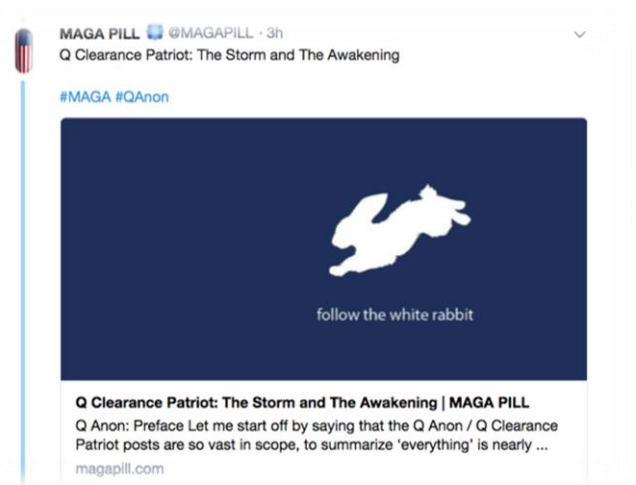 MAGA PILL @MAGAPILL · 3h
Q Clearance Patriot: The Storm and The Awakening
#MAGA #QAnon
follow the white rabbit
Q Clearance Patriot: The Storm and The Awakening | MAGA PILL
Q Anon: Preface Let me start off by saying that the Q Anon / Q Clearance
Patriot posts are so vast in scope, to summarize 'everything' is nearly ...
magapill.com